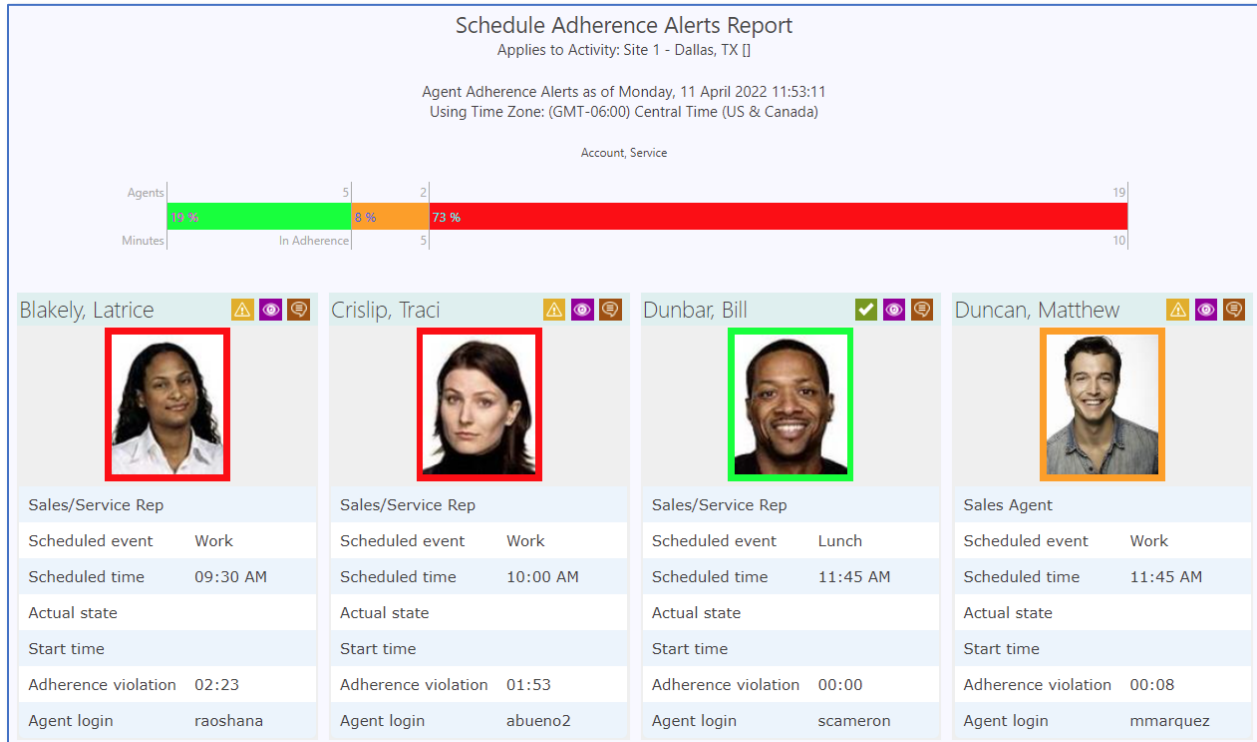 Schedule Adherence Alerts Report
Applies to Activity: Site 1 - Dallas, TX []
Agent Adherence Alerts as of Monday, 11 April 2022 11:53:11
Using Time Zone: (GMT-06:00) Central Time (US & Canada)
Account, Service
Agents 5 2 19
19 % 8 % 73 %
Minutes In Adherence 5 10
Blakely, Latrice
Sales/Service Rep
Scheduled event Work
Scheduled time 09:30 AM
Actual state
Start time
Adherence violation 02:23
Agent login raoshana
Crislip, Traci
Sales/Service Rep
Scheduled event Work
Scheduled time 10:00 AM
Actual state
Start time
Adherence violation 01:53
Agent login abueno2
Dunbar, Bill
Sales/Service Rep
Scheduled event Lunch
Scheduled time 11:45 AM
Actual state
Start time
Adherence violation 00:00
Agent login scameron
Duncan, Matthew
Sales Agent
Scheduled event Work
Scheduled time 11:45 AM
Actual state
Start time
Adherence violation 00:08
Agent login mmarquez